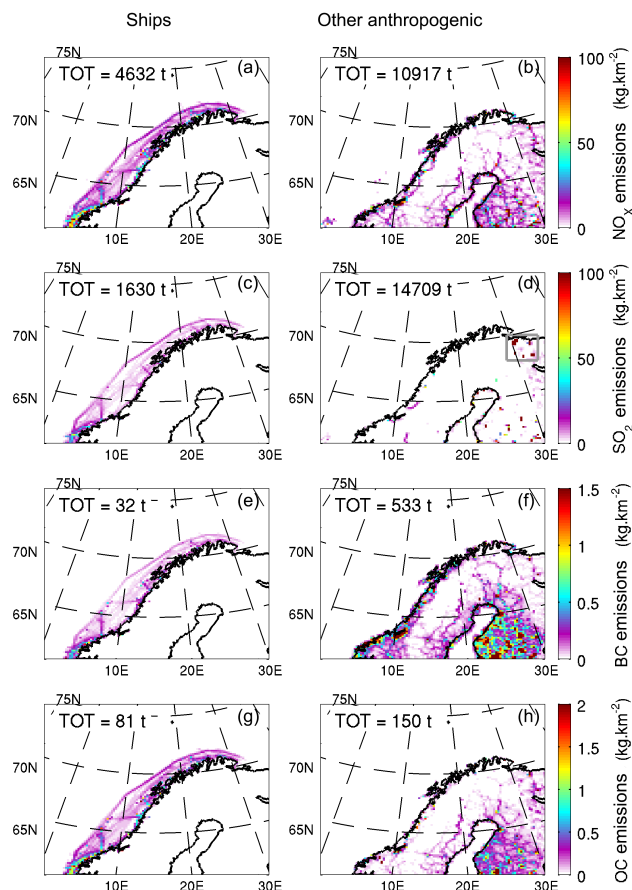 Ships Other anthropogenic
75N 75N
TOT = 4632 t (a) TOT = 10917 t (b) 100
70N 70N 50
65N 65N 0
10E 20E 30E 10E 20E 30E
NOX emissions (kg.km-2)
75N 75N
TOT = 1630 t (c) TOT = 14709 t (d) 100
70N 70N 50
65N 65N 0
10E 20E 30E 10E 20E 30E
SO2 emissions (kg.km-2)
75N 75N
TOT = 32 t (e) TOT = 533 t (f) 1.5
1
70N 70N
0.5
65N 65N 0
10E 20E 30E 10E 20E 30E
BC emissions (kg.km-2)
75N 75N
TOT = 81 t (g) TOT = 150 t (h) 2
1.5
70N 70N 1
0.5
65N 65N 0
10E 20E 30E 10E 20E 30E
OC emissions (kg.km-2)